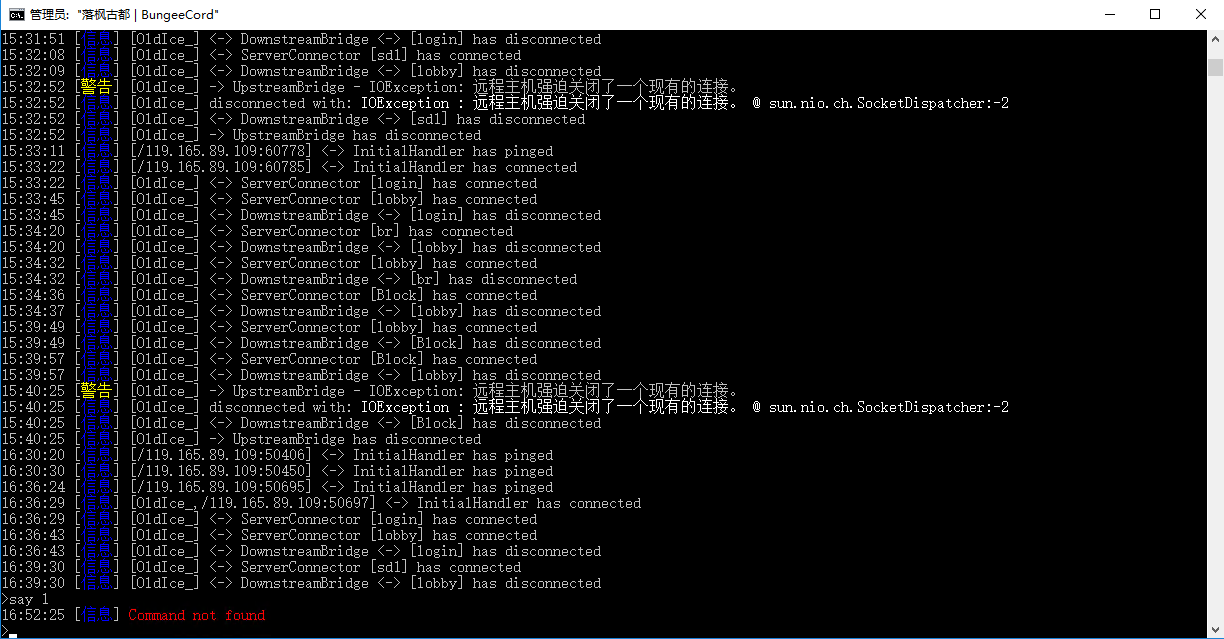 管理员: "落枫古都 | BungeeCord"
15:31:51 [信息] [OldIce_] <-> DownstreamBridge <-> [login] has disconnected
15:32:08 [信息] [OldIce_] <-> ServerConnector [sdl] has connected
15:32:09 [信息] [OldIce_] <-> DownstreamBridge <-> [lobby] has disconnected
15:32:52 [警告] [OldIce_] -> UpstreamBridge - IOException: 远程主机强迫关闭了一个现有的连接。
15:32:52 [信息] [OldIce_] disconnected with: IOException : 远程主机强迫关闭了一个现有的连接。 @ sun.nio.ch.SocketDispatcher:-2
15:32:52 [信息] [OldIce_] <-> DownstreamBridge <-> [sdl] has disconnected
15:32:52 [信息] [OldIce_] -> UpstreamBridge has disconnected
15:33:11 [信息] [/119.165.89.109:60778] <-> InitialHandler has pinged
15:33:22 [信息] [/119.165.89.109:60785] <-> InitialHandler has connected
15:33:22 [信息] [OldIce_] <-> ServerConnector [login] has connected
15:33:45 [信息] [OldIce_] <-> ServerConnector [lobby] has connected
15:33:45 [信息] [OldIce_] <-> DownstreamBridge <-> [login] has disconnected
15:34:20 [信息] [OldIce_] <-> ServerConnector [br] has connected
15:34:20 [信息] [OldIce_] <-> DownstreamBridge <-> [lobby] has disconnected
15:34:32 [信息] [OldIce_] <-> ServerConnector [lobby] has connected
15:34:32 [信息] [OldIce_] <-> DownstreamBridge <-> [br] has disconnected
15:34:36 [信息] [OldIce_] <-> ServerConnector [Block] has connected
15:34:37 [信息] [OldIce_] <-> DownstreamBridge <-> [lobby] has disconnected
15:39:49 [信息] [OldIce_] <-> ServerConnector [lobby] has connected
15:39:49 [信息] [OldIce_] <-> DownstreamBridge <-> [Block] has disconnected
15:39:57 [信息] [OldIce_] <-> ServerConnector [Block] has connected
15:39:57 [信息] [OldIce_] <-> DownstreamBridge <-> [lobby] has disconnected
15:40:25 [警告] [OldIce_] -> UpstreamBridge - IOException: 远程主机强迫关闭了一个现有的连接。
15:40:25 [信息] [OldIce_] disconnected with: IOException : 远程主机强迫关闭了一个现有的连接。 @ sun.nio.ch.SocketDispatcher:-2
15:40:25 [信息] [OldIce_] <-> DownstreamBridge <-> [Block] has disconnected
15:40:25 [信息] [OldIce_] -> UpstreamBridge has disconnected
16:30:20 [信息] [/119.165.89.109:50406] <-> InitialHandler has pinged
16:30:30 [信息] [/119.165.89.109:50450] <-> InitialHandler has pinged
16:36:24 [信息] [/119.165.89.109:50695] <-> InitialHandler has pinged
16:36:29 [信息] [OldIce_,/119.165.89.109:50697] <-> InitialHandler has connected
16:36:29 [信息] [OldIce_] <-> ServerConnector [login] has connected
16:36:43 [信息] [OldIce_] <-> ServerConnector [lobby] has connected
16:36:43 [信息] [OldIce_] <-> DownstreamBridge <-> [login] has disconnected
16:39:30 [信息] [OldIce_] <-> ServerConnector [sdl] has connected
16:39:30 [信息] [OldIce_] <-> DownstreamBridge <-> [lobby] has disconnected
>say 1
16:52:25 [信息] Command not found
>